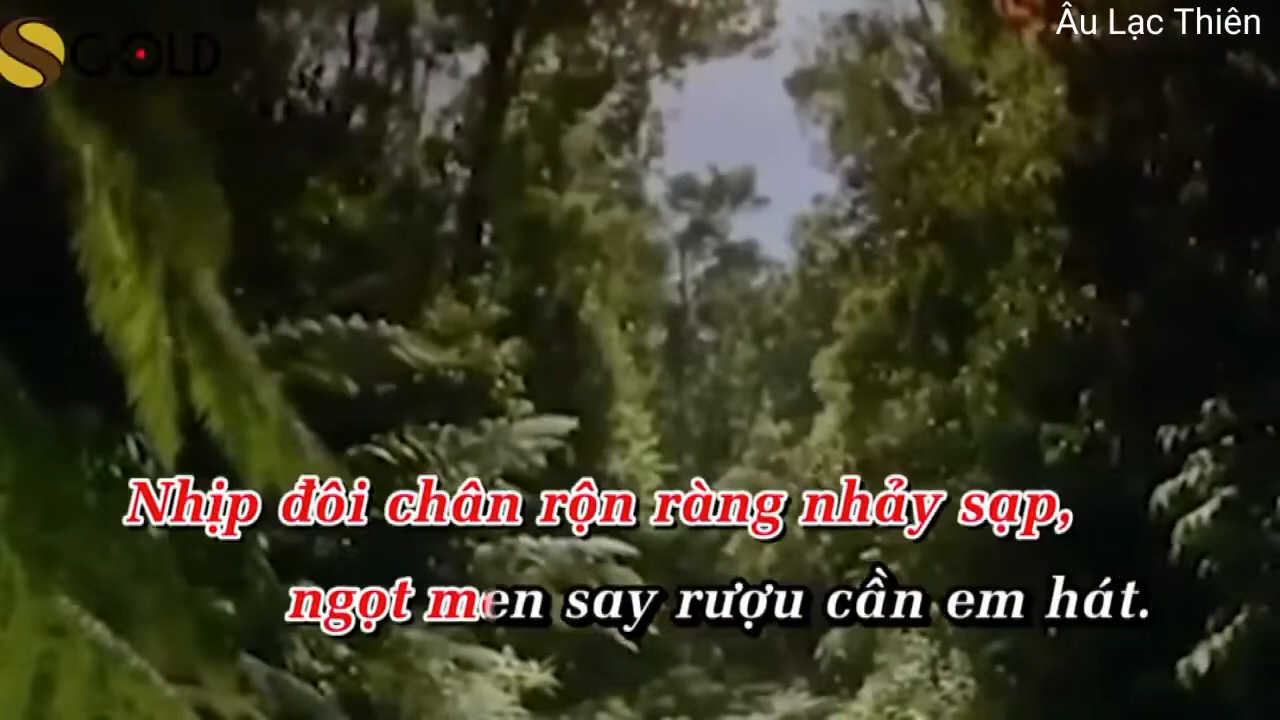 Âu Lạc Thiên
GOLD
Nhịp đôi chân rộn ràng nhảy sạp,
ngọt men say rượu cần em hát.